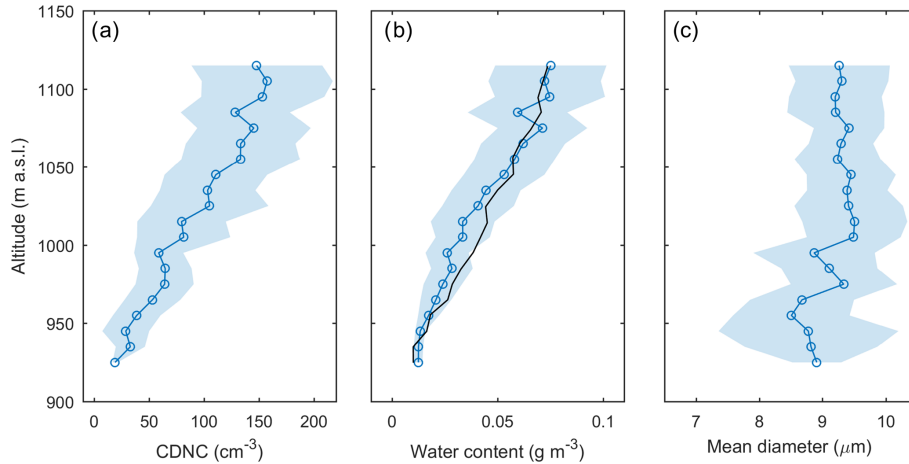 (a)
(b)
(c)
Altitude (m a.s.l.)
1150
1100
1050
1000
950
900
0 50 100 150 200
0 0.05 0.1
7 8 9 10
CDNC (cm-3)
Water content (g m-3)
Mean diameter (μm)